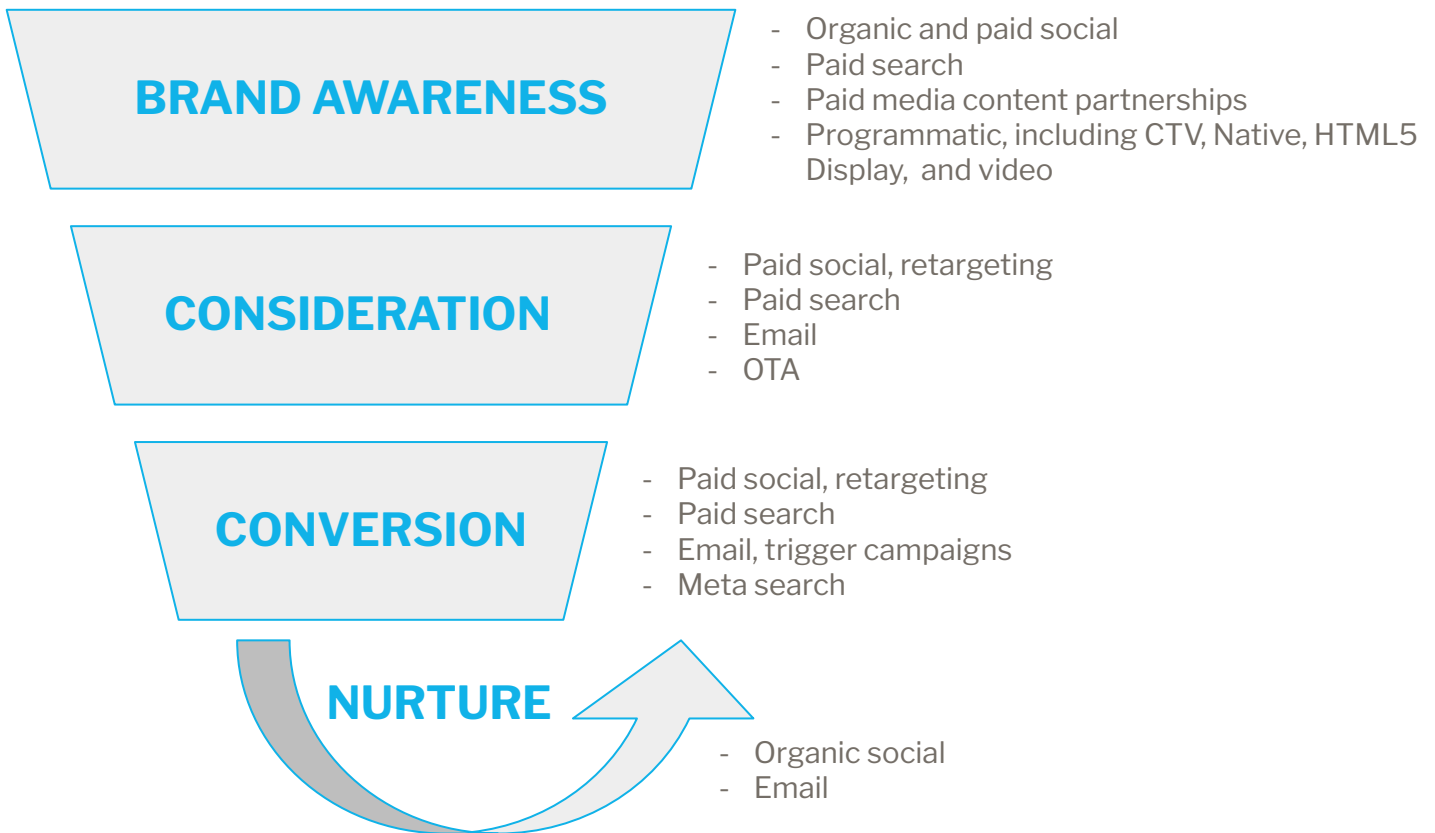 BRAND AWARENESS
- Organic and paid social
- Paid search
- Paid media content partnerships
- Programmatic, including CTV, Native, HTML5
Display, and video
CONSIDERATION
- Paid social, retargeting
- Paid search
- Email
- OTA
CONVERSION
- Paid social, retargeting
- Paid search
- Email, trigger campaigns
- Meta search
NURTURE
- Organic social
- Email